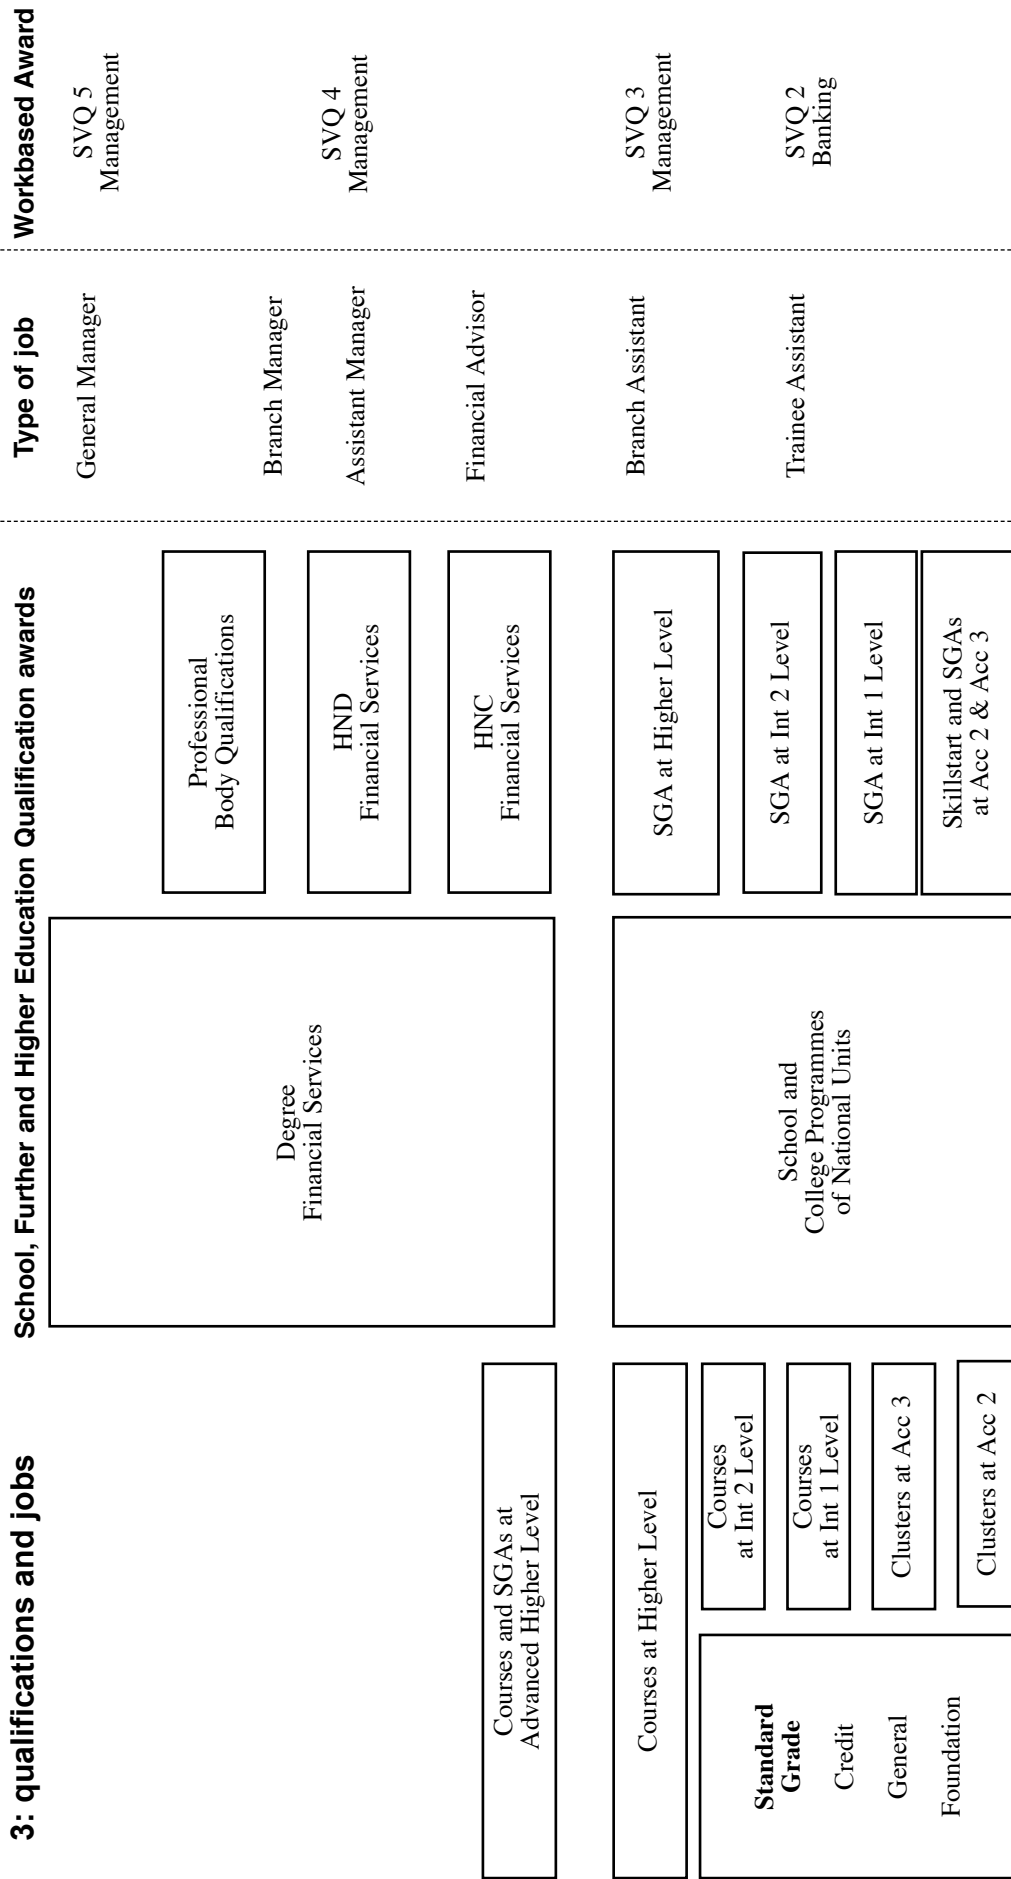 3: qualifications and jobs
School, Further and Higher Education Qualification awards
Type of job
Workbased Award
Courses and SGAs at
Advanced Higher Level
Courses at Higher Level
Standard
Grade
Credit
General
Foundation
Courses
at Int 2 Level
Courses
at Int 1 Level
Clusters at Acc 3
Clusters at Acc 2
Degree
Financial Services
School and
College Programmes
of National Units
Professional
Body Qualifications
HND
Financial Services
HNC
Financial Services
SGA at Higher Level
SGA at Int 2 Level
SGA at Int 1 Level
Skillstart and SGAs
at Acc 2 & Acc 3
General Manager
Branch Manager
Assistant Manager
Financial Advisor
Branch Assistant
Trainee Assistant
SVQ 5
Management
SVQ 4
Management
SVQ 3
Management
SVQ 2
Banking